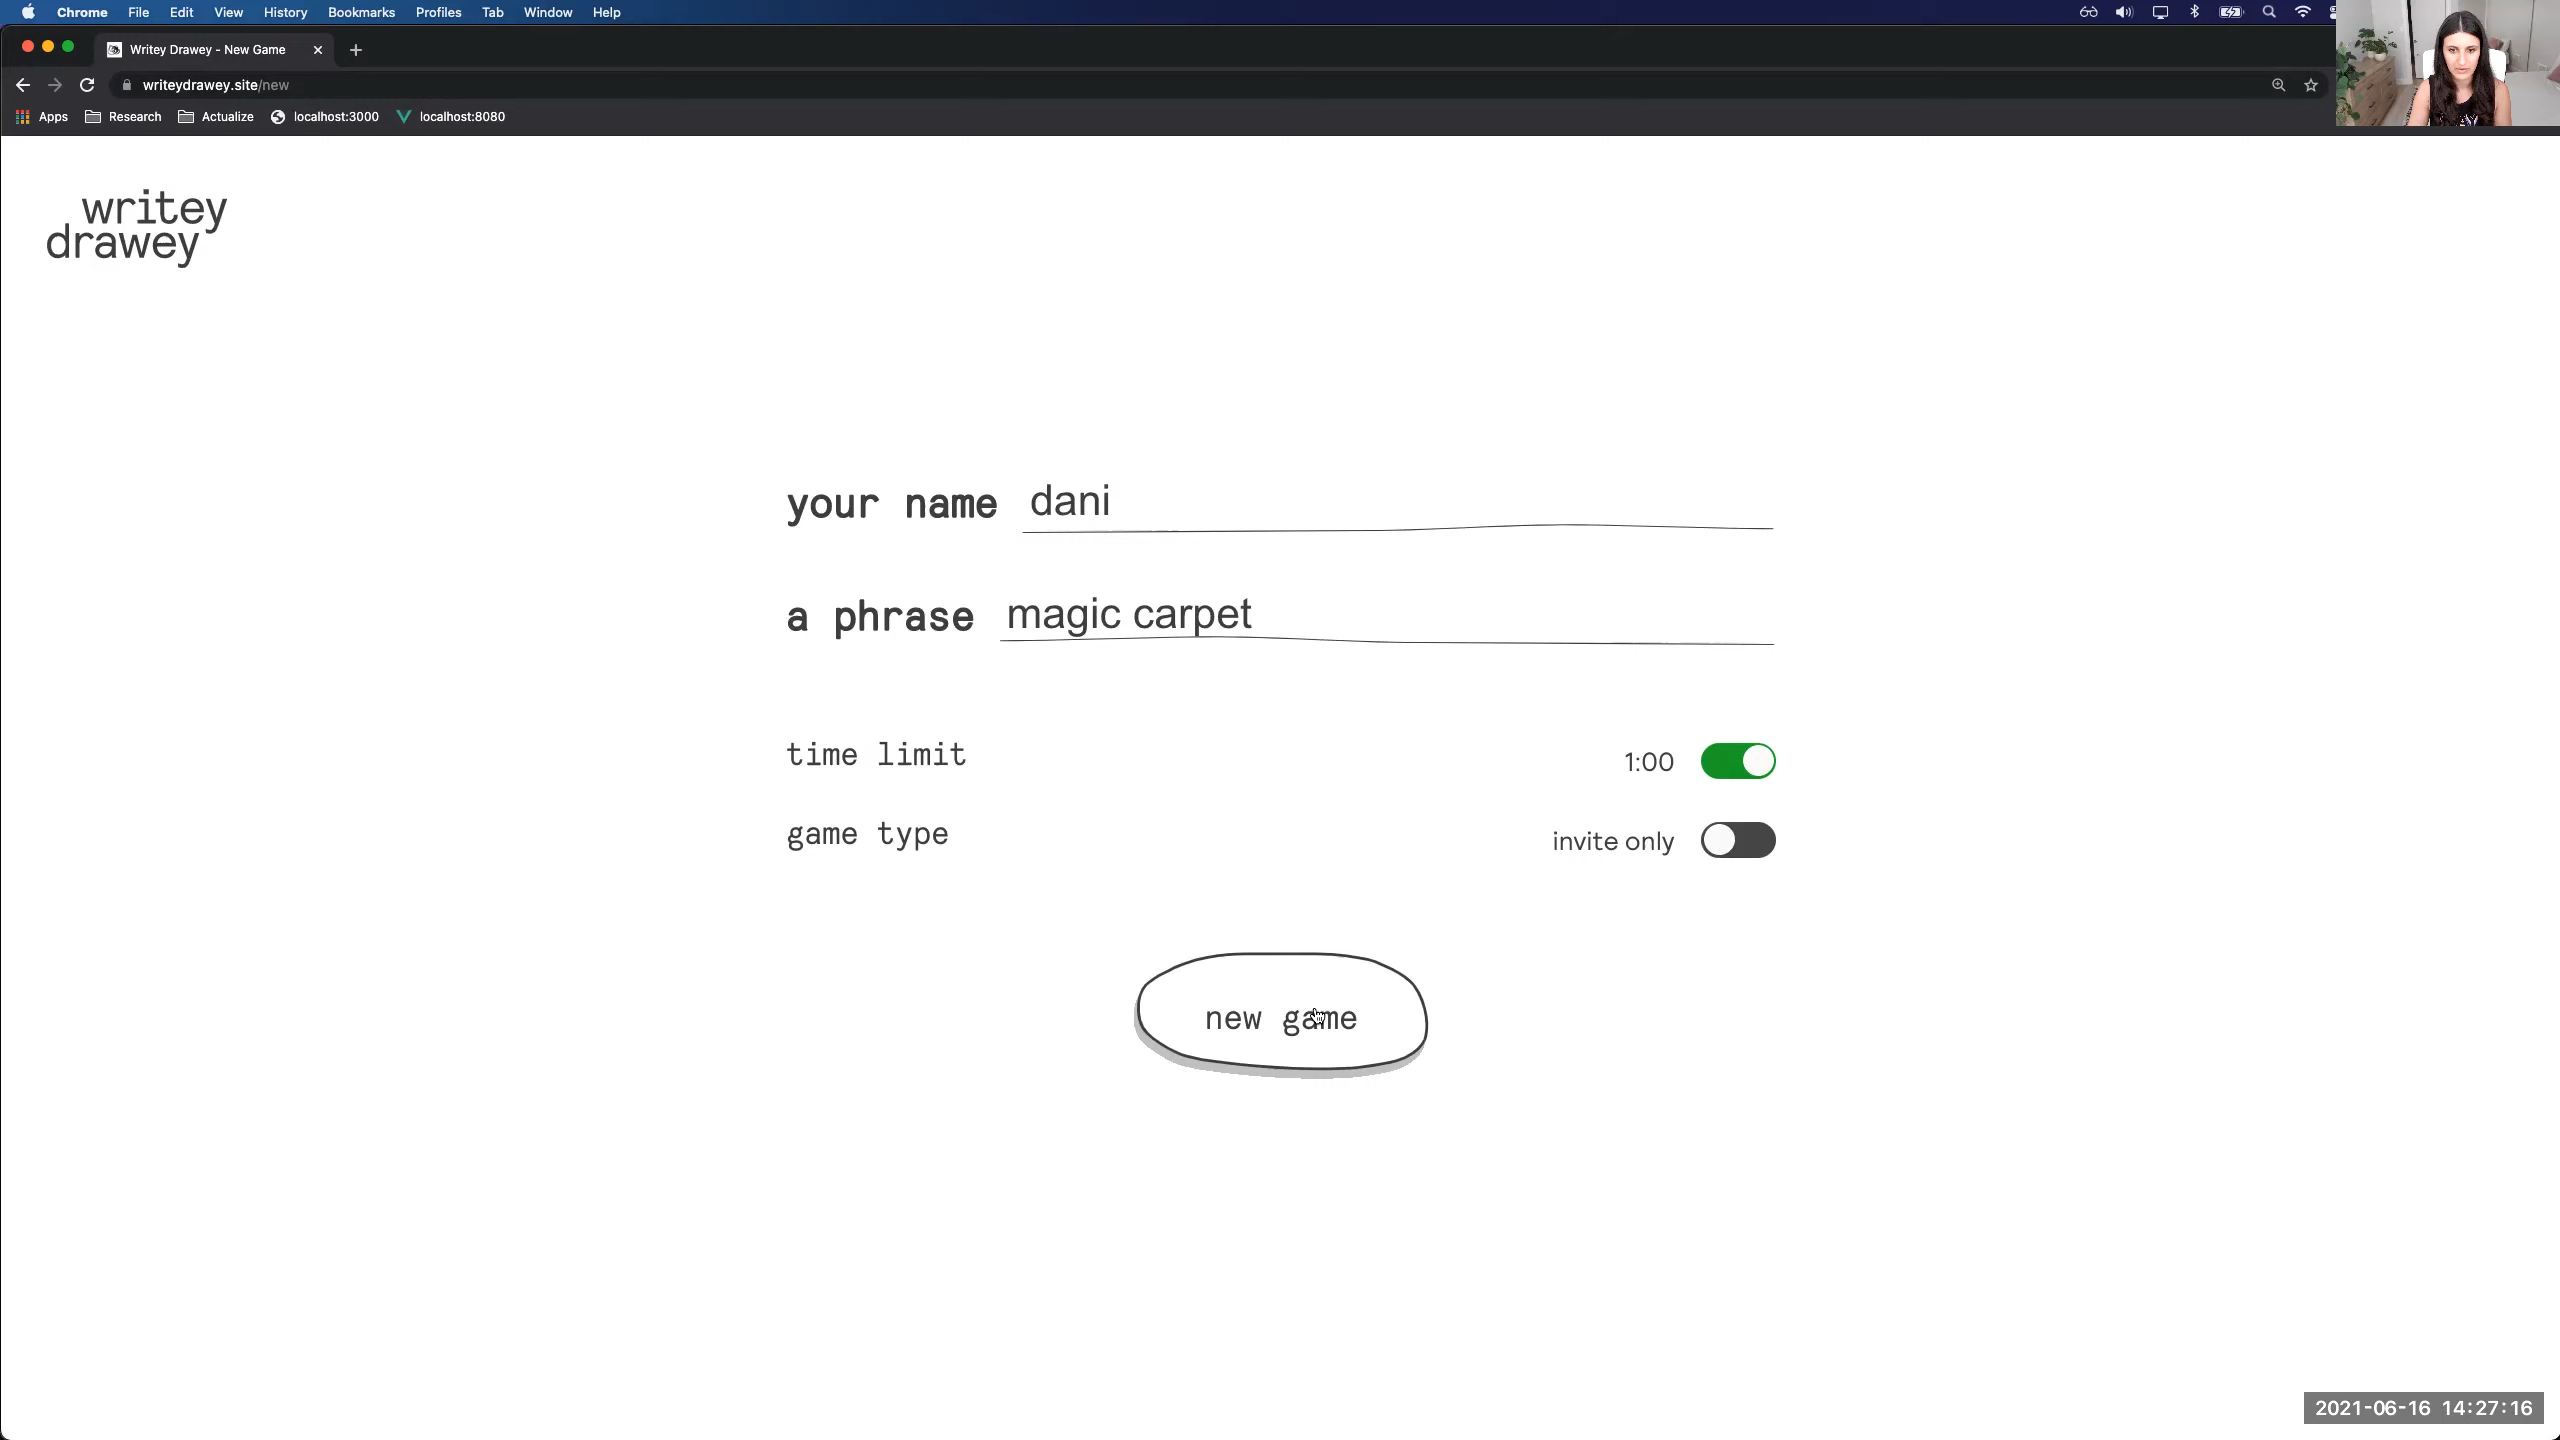 Chrome File Edit View History Bookmarks Profiles Tab Window Help
Writey Drawey - New Game
writeydrawey.site/new
Apps Research Actualize localhost:3000 localhost:8080
writey
drawey
your name dani
a phrase magic carpet
time limit 1:00
game type invite only
new game
2021-06-16 14:27:16